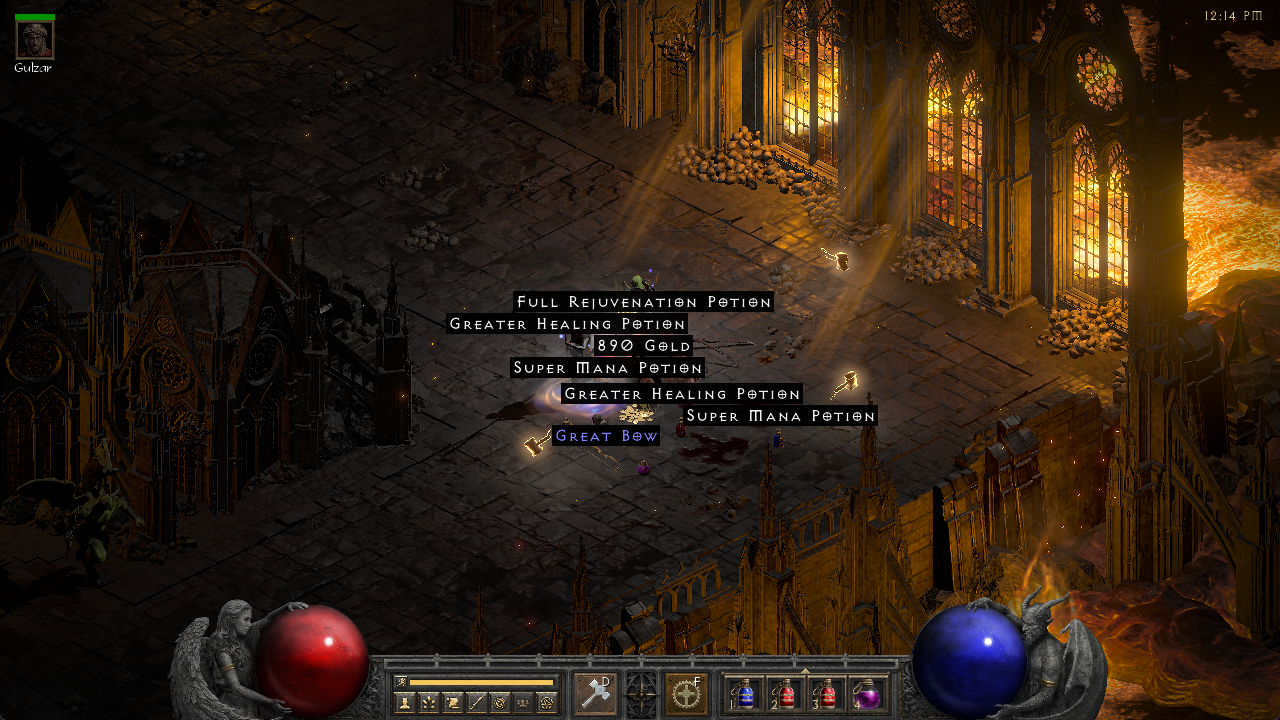 12:14 PM
Gulzar
Full Rejuvenation Potion
Greater Healing Potion
890 Gold
Super Mana Potion
Greater Healing Potion
Super Mana Potion
Great Bow
D
F
1
2
3
4